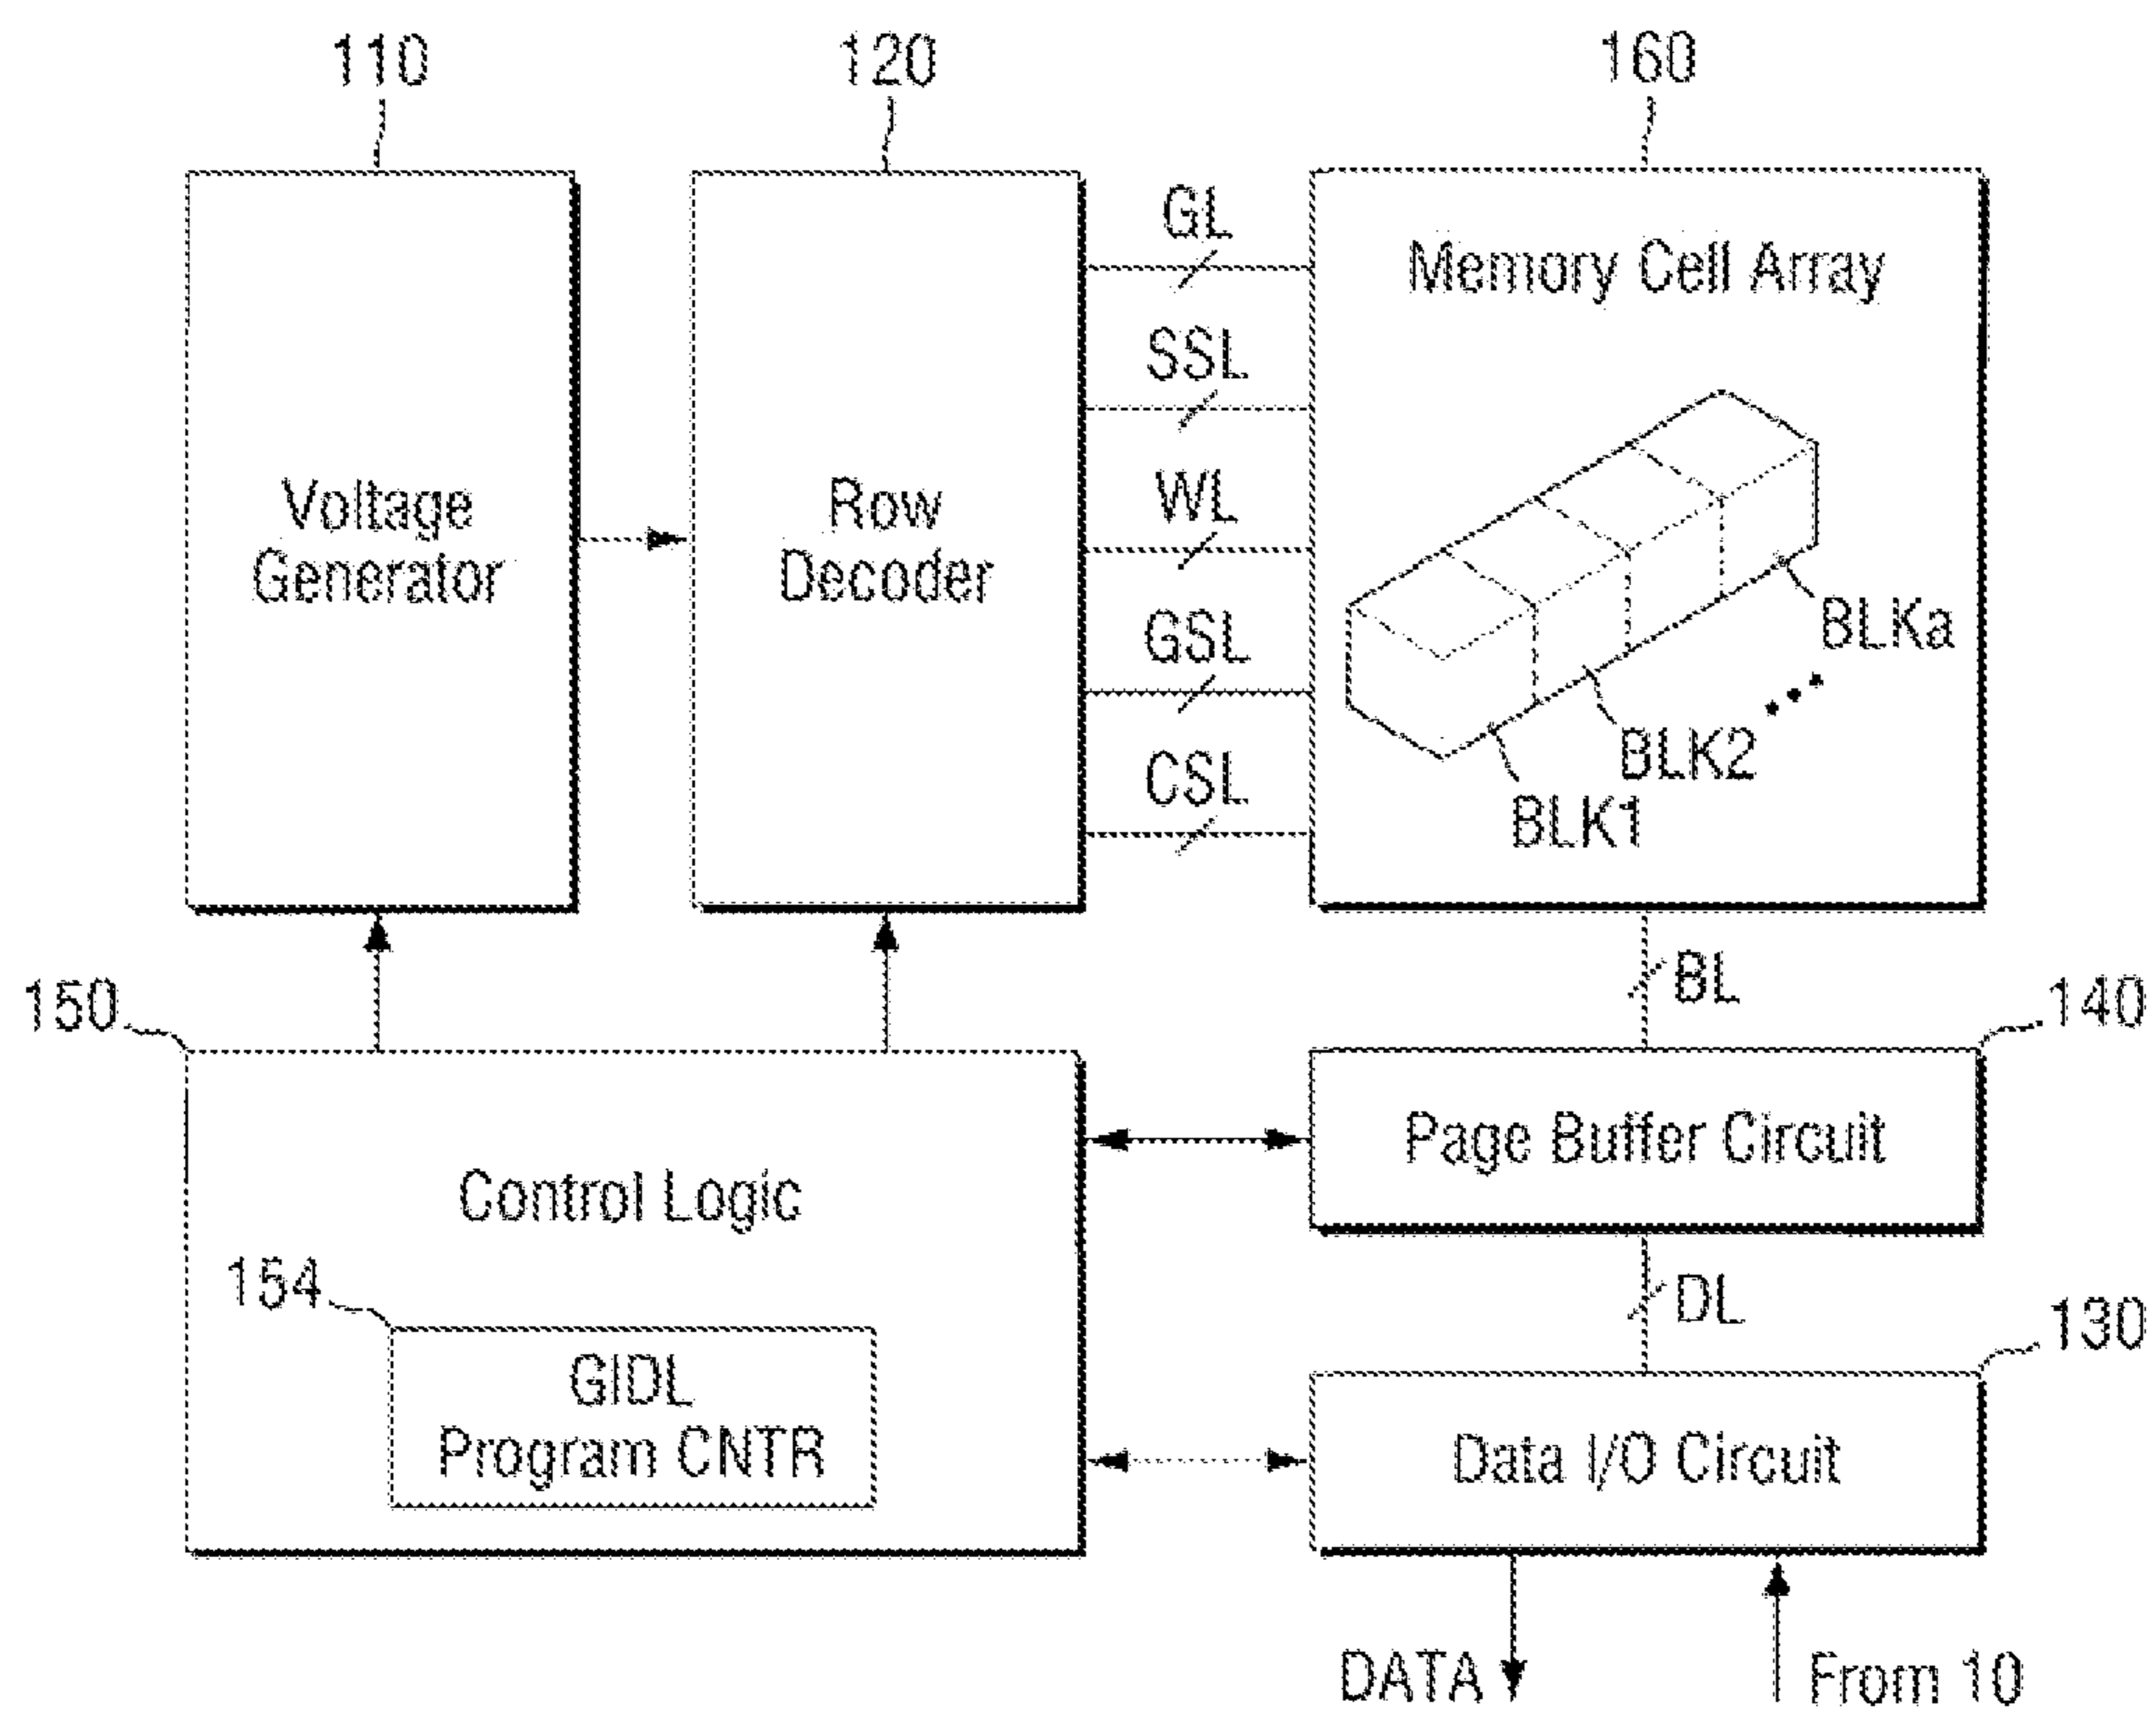 110
120
160
GL
SSL
WL
GSL
CSL
Memory Cell Array
Voltage
Generator
Row
Decoder
BLKa
BLK2
BLK1
BL
150
140
Page Buffer Circuit
Control Logic
DL
154
130
GIDL
Program CNTR
Data I/O Circuit
DATA
From 10